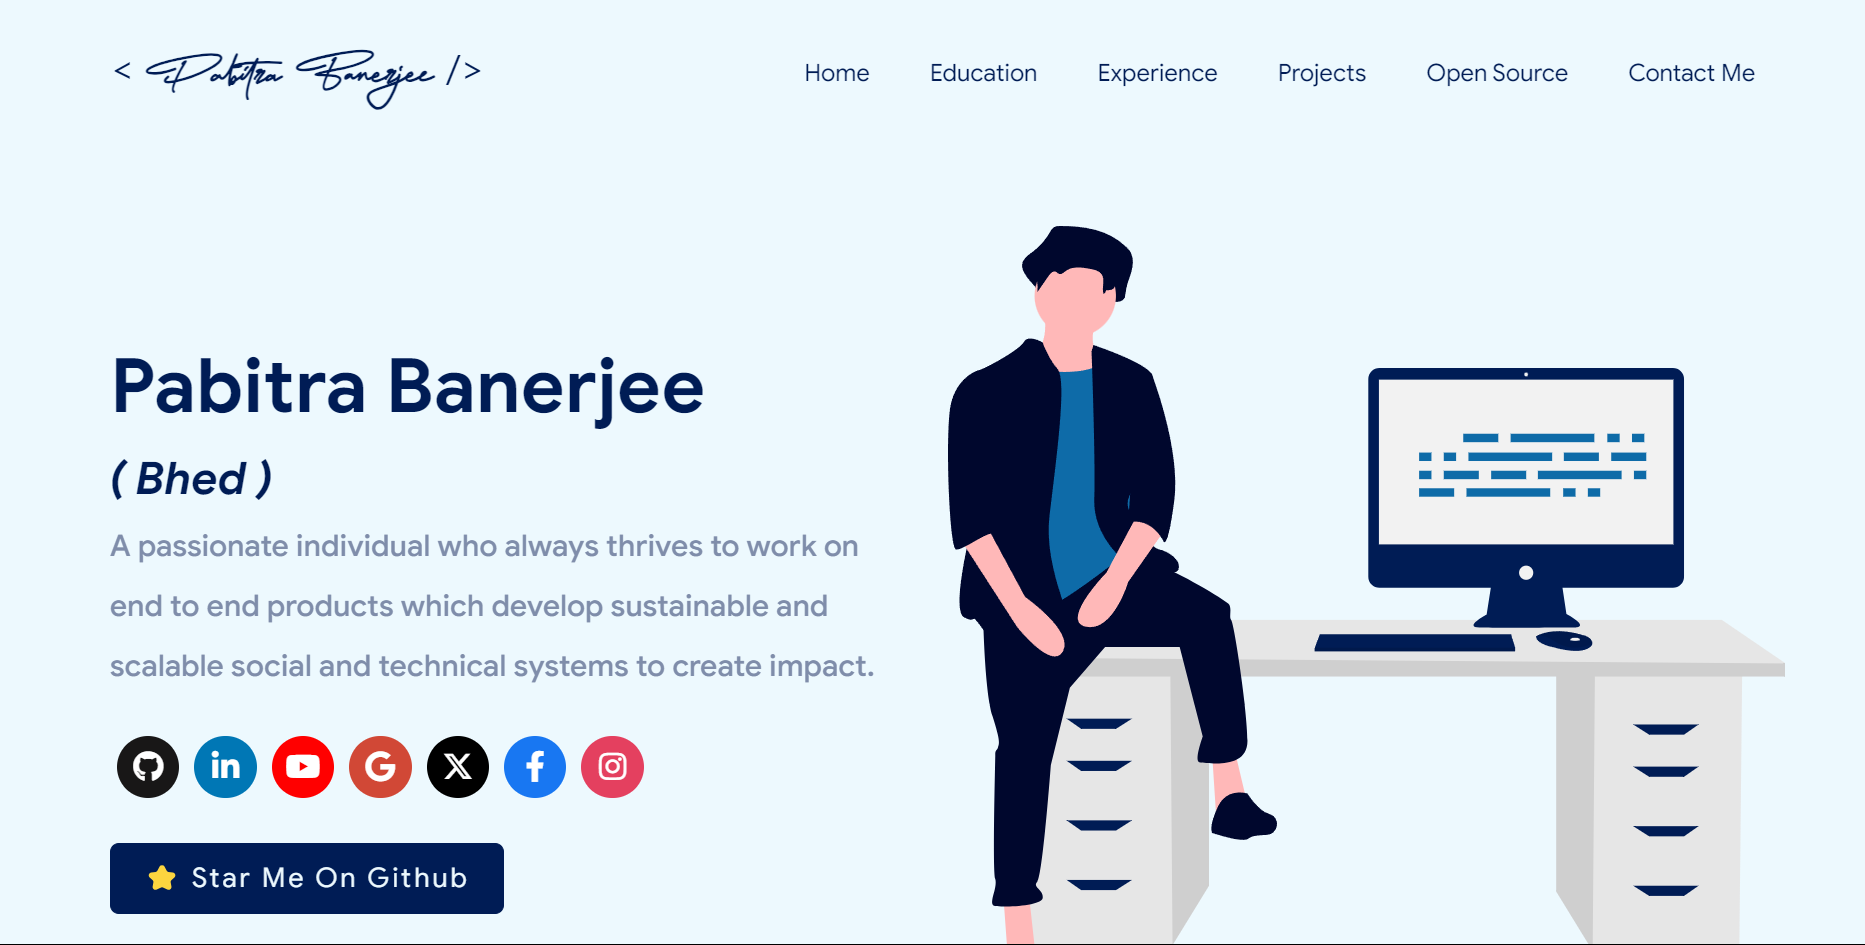 < Pabitra Banerjee />
Home Education Experience Projects Open Source Contact Me
Pabitra Banerjee
( Bhed )
A passionate individual who always thrives to work on
end to end products which develop sustainable and
scalable social and technical systems to create impact.
Star Me On Github